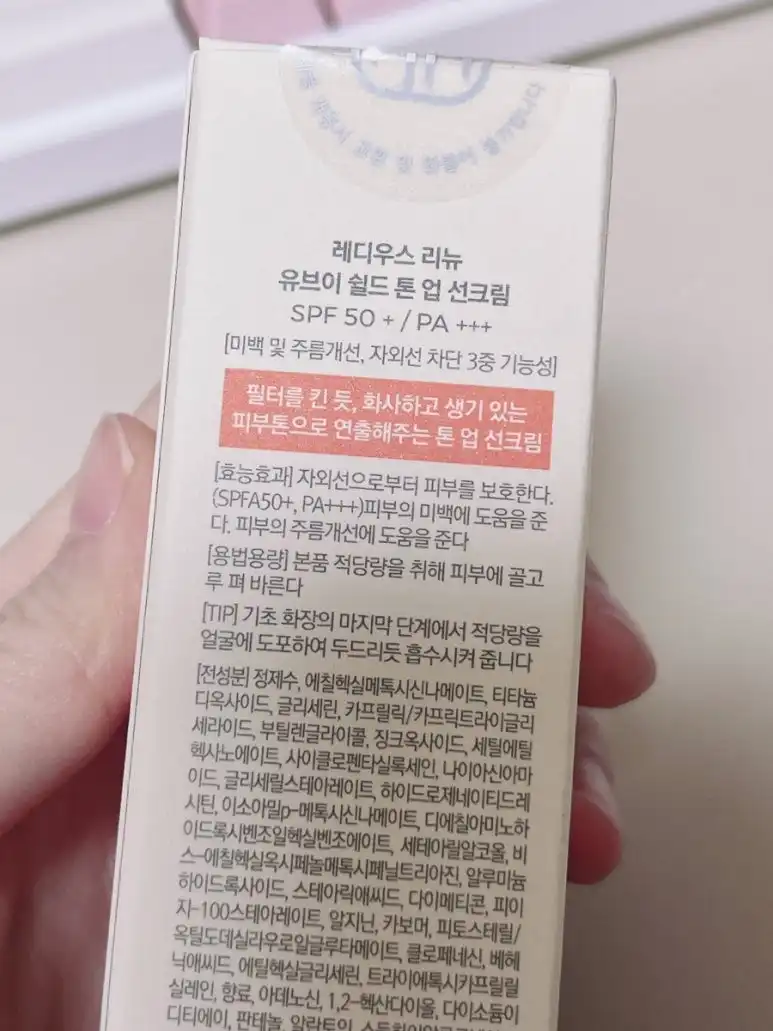 개봉시 교환 및 환불이 불가합니다
레디우스 리뉴
유브이 쉴드 톤 업 선크림
SPF 50 + / PA +++
[미백 및 주름개선, 자외선 차단 3중 기능성]
필터를 킨 듯, 화사하고 생기 있는
피부톤으로 연출해주는 톤 업 선크림
[효능효과] 자외선으로부터 피부를 보호한다.
(SPFA50+, PA+++)피부의 미백에 도움을 준
다. 피부의 주름개선에 도움을 준다
[용법용량] 본품 적당량을 취해 피부에 골고
루 펴 바른다
[TIP] 기초 화장의 마지막 단계에서 적당량을
얼굴에 도포하여 두드리듯 흡수시켜 줍니다
[전성분] 정제수, 에칠헥실메톡시신나메이트, 티타늄
디옥사이드, 글리세린, 카프릴릭/카프릭트라이글리
세라이드, 부틸렌글라이콜, 징크옥사이드, 세틸에틸
헥사노에이트, 사이클로펜타실록세인, 나이아신아마
이드, 글리세릴스테아레이트, 하이드로제네이티드레
시틴, 이소아밀p-메톡시신나메이트, 디에칠아미노하
이드록시벤조일헥실벤조에이트, 세테아릴알코올, 비
스-에칠헥실옥시페놀메톡시페닐트리아진, 알루미늄
하이드록사이드, 스테아릭애씨드, 다이메티콘, 피이
지-100스테아레이트, 알지닌, 카보머, 피토스테릴/
옥틸도데실라우로일글루타메이트, 클로페네신, 베헤
닉애씨드, 에틸헥실글리세린, 트라이에톡시카프릴릴
실레인, 향료, 아데노신, 1,2-헥산다이올, 다이소듐이
디티에이, 판테놀, 알란토인,